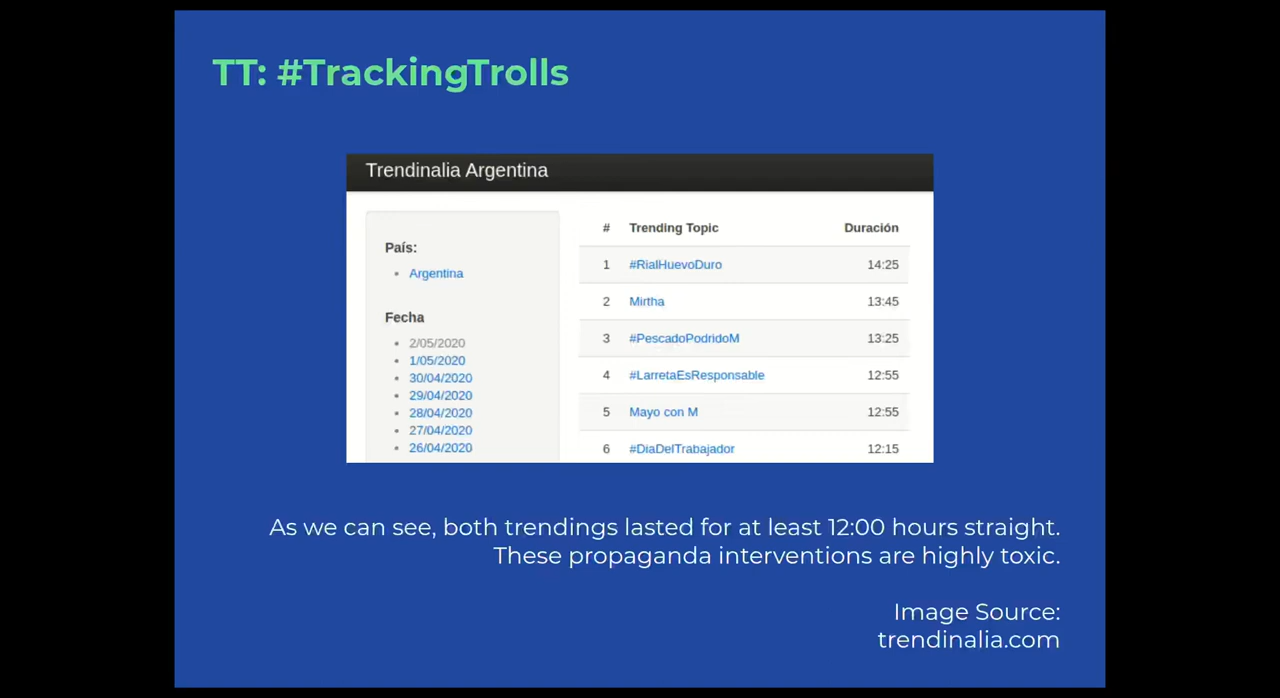 TT: #TrackingTrolls
Trendinalia Argentina
País:
Argentina
Fecha
2/05/2020
1/05/2020
30/04/2020
29/04/2020
28/04/2020
27/04/2020
26/04/2020
# Trending Topic Duración
1 #RialHuevoDuro 14:25
2 Mirtha 13:45
3 #PescadoPodridoM 13:25
4 #LarretaEsResponsable 12:55
5 Mayo con M 12:55
6 #DiaDelTrabajador 12:15
As we can see, both trendings lasted for at least 12:00 hours straight.
These propaganda interventions are highly toxic.
Image Source:
trendinalia.com